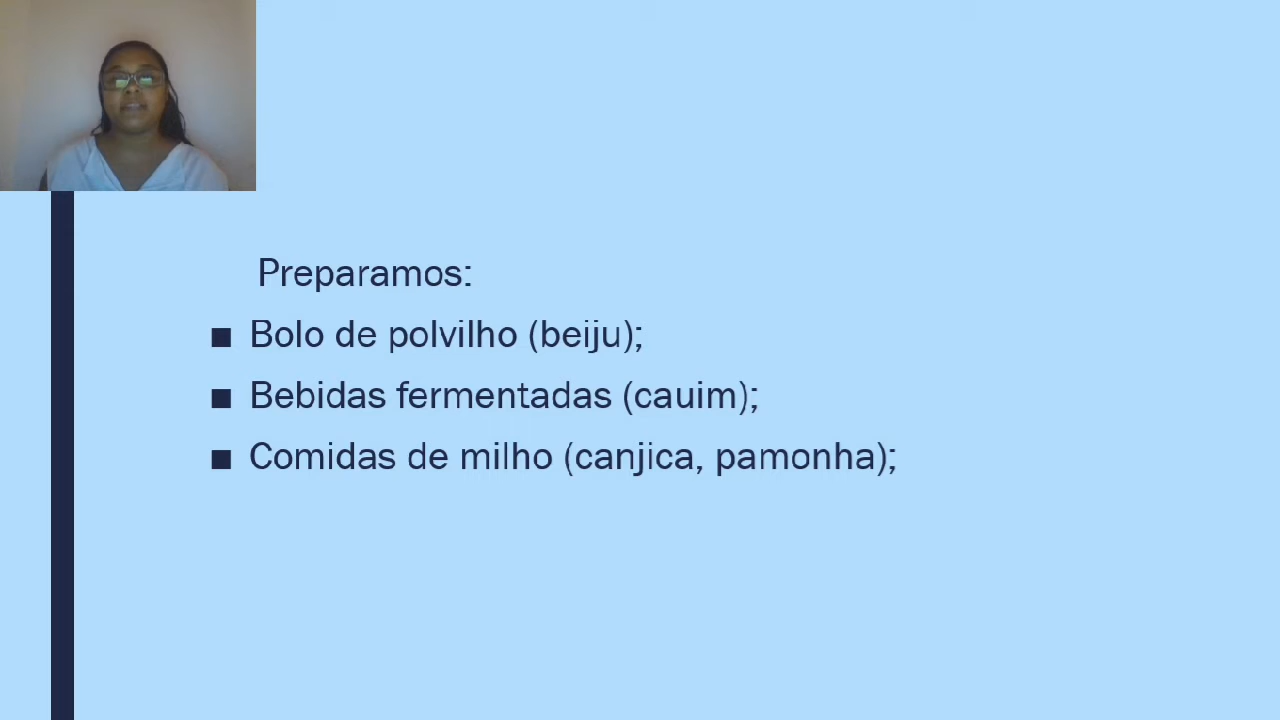 Preparamos:
■ Bolo de polvilho (beiju);
■ Bebidas fermentadas (cauim);
■ Comidas de milho (canjica, pamonha);